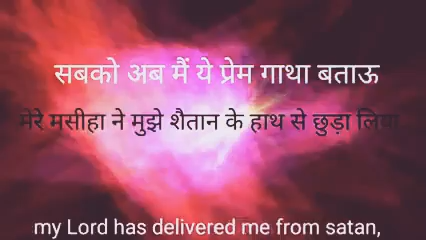 सबको अब मैं ये प्रेम गाथा बताऊ
मेरे मसीहा ने मुझे शैतान के हाथ से छुड़ा लिया
my Lord has delivered me from satan,